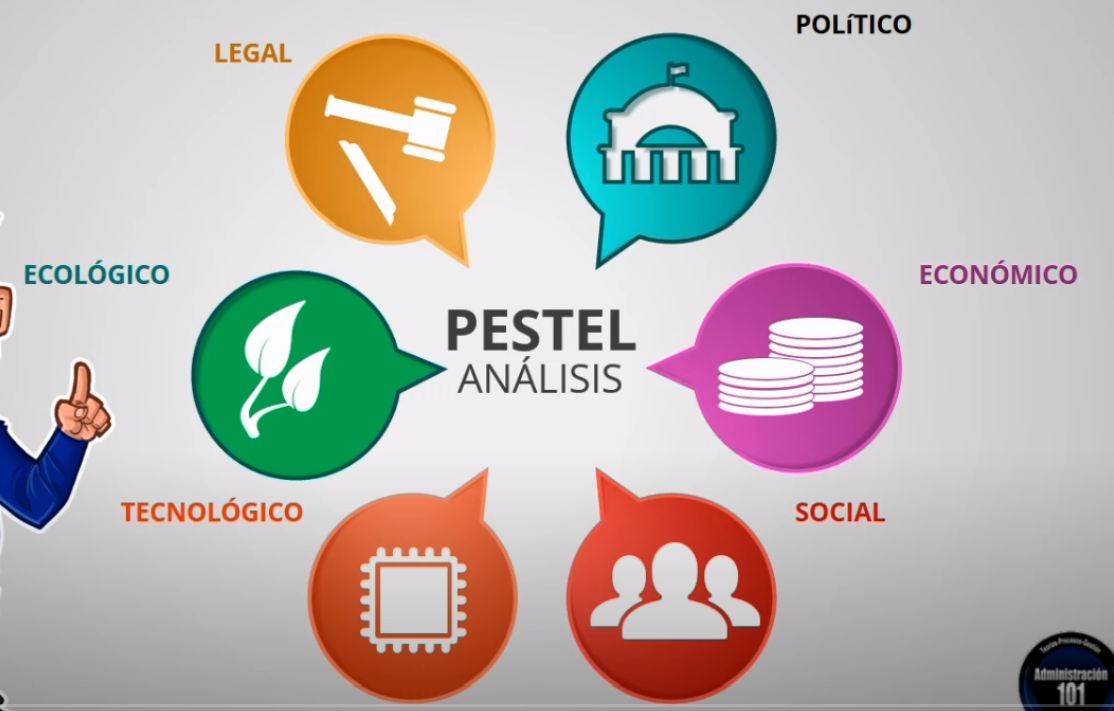 POLíTICO
LEGAL
ECOLÓGICO
ECONÓMICO
PESTEL
ANÁLISIS
TECNOLÓGICO
SOCIAL
Administración
101